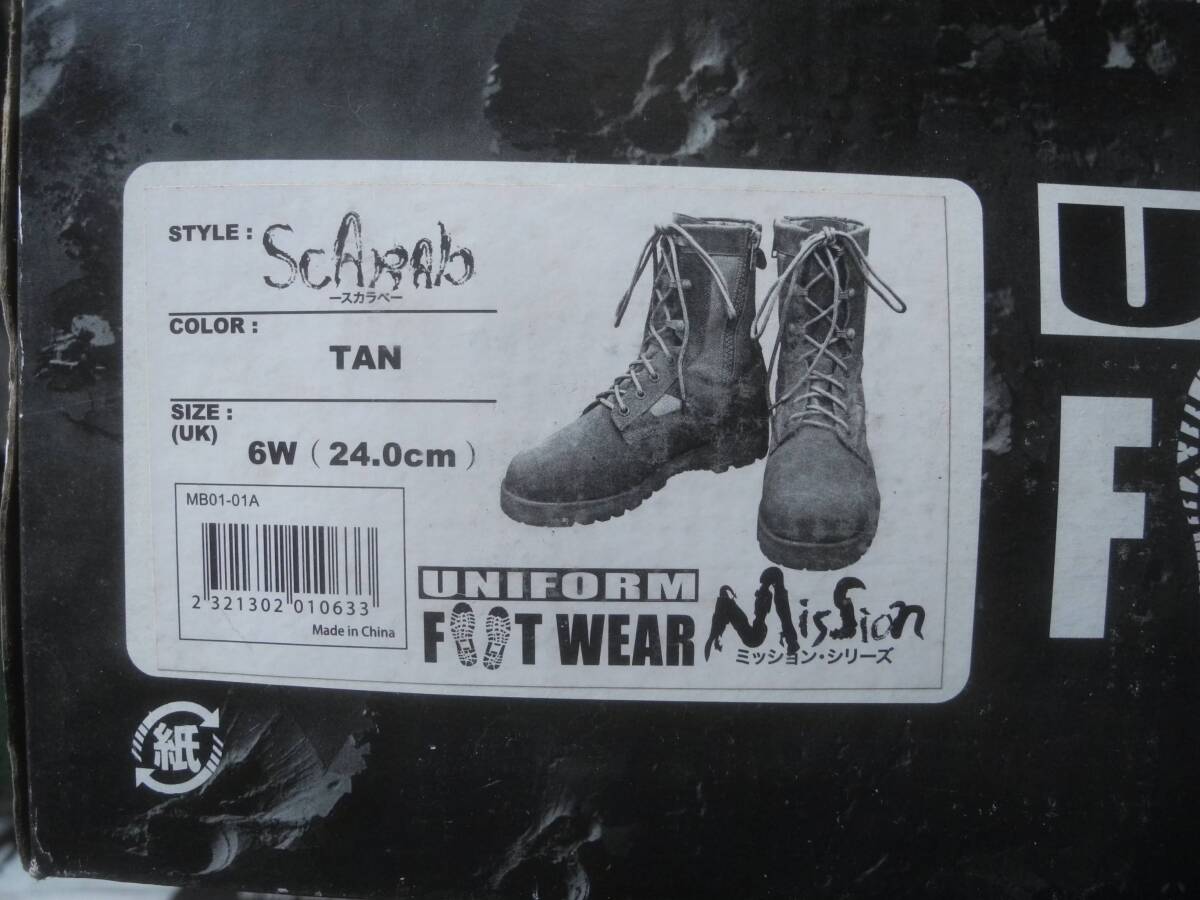 STYLE : ScARAb
ースカラベー
COLOR :
TAN
SIZE :
(UK)
6W ( 24.0cm )
MB01-01A
2 321302 010633
Made in China
UNIFORM
FOOT WEAR
MisSion
ミッション・シリーズ
紙
U
F